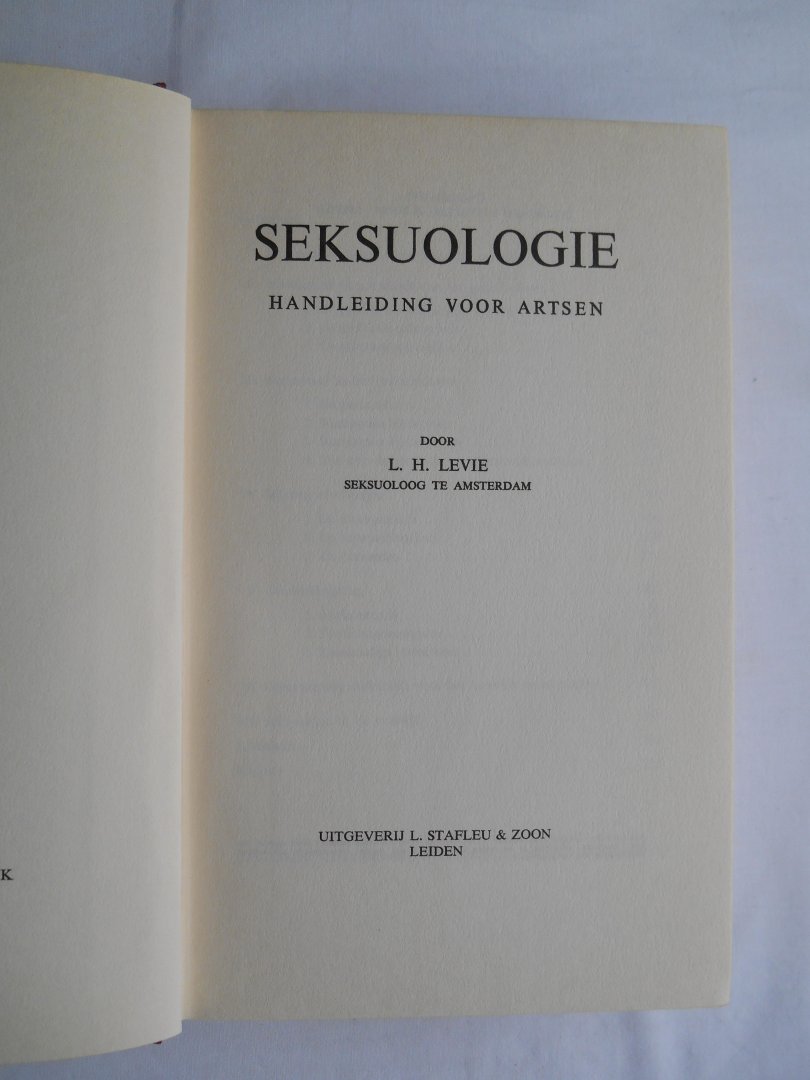 SEKSUOLOGIE
HANDLEIDING VOOR ARTSEN
DOOR
L. H. LEVIE
SEKSUOLOOG TE AMSTERDAM
UITGEVERIJ L. STAFLEU & ZOON
LEIDEN
K